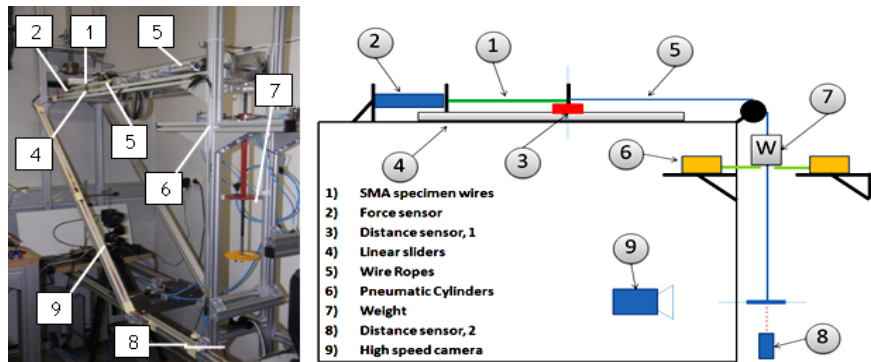 2
1
5
7
4
5
6
9
8
2
1
5
7
W
6
4
3
1) SMA specimen wires
2) Force sensor
3) Distance sensor, 1
4) Linear sliders
5) Wire Ropes
6) Pneumatic Cylinders
7) Weight
8) Distance sensor, 2
9) High speed camera
9
8